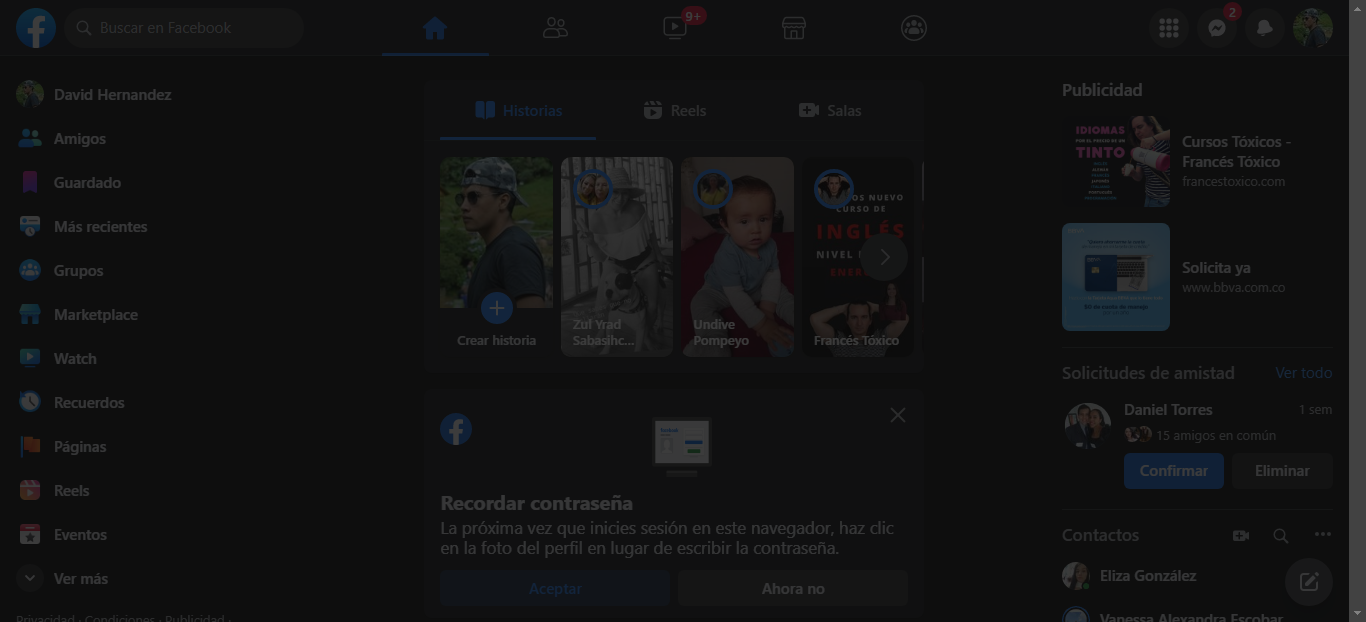 Buscar en Facebook
9+
2
David Hernandez
Amigos
Guardado
Más recientes
Grupos
Marketplace
Watch
Recuerdos
Páginas
Reels
Eventos
Ver más
Privacidad · Condiciones · Publicidad ·
Historias
Reels
Salas
Crear historia
Zul Yrad
Sabasihc...
Undive
Pompeyo
NUEVO
CURSO DE
INGLÉS
NIVEL
Francés Tóxico
Recordar contraseña
La próxima vez que inicies sesión en este navegador, haz clic
en la foto del perfil en lugar de escribir la contraseña.
Aceptar
Ahora no
Publicidad
IDIOMAS
TINTO
Cursos Tóxicos -
Francés Tóxico
francestoxico.com
Solicita ya
www.bbva.com.co
Solicitudes de amistad
Ver todo
Daniel Torres
1 sem
15 amigos en común
Confirmar
Eliminar
Contactos
Eliza González
Vanessa Alexandra Escobar